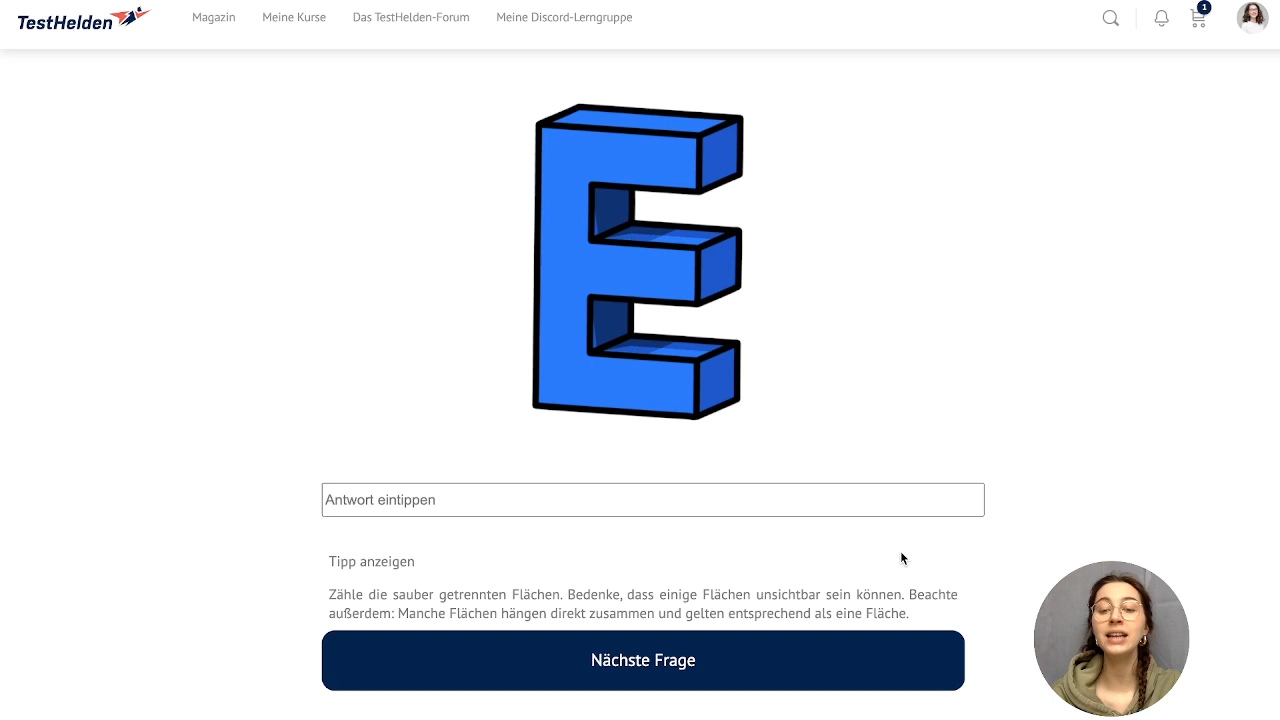 TestHelden
Magazin
Meine Kurse
Das TestHelden-Forum
Meine Discord-Lerngruppe
1
E
Antwort eintippen
Tipp anzeigen
Zähle die sauber getrennten Flächen. Bedenke, dass einige Flächen unsichtbar sein können. Beachte
außerdem: Manche Flächen hängen direkt zusammen und gelten entsprechend als eine Fläche.
Nächste Frage